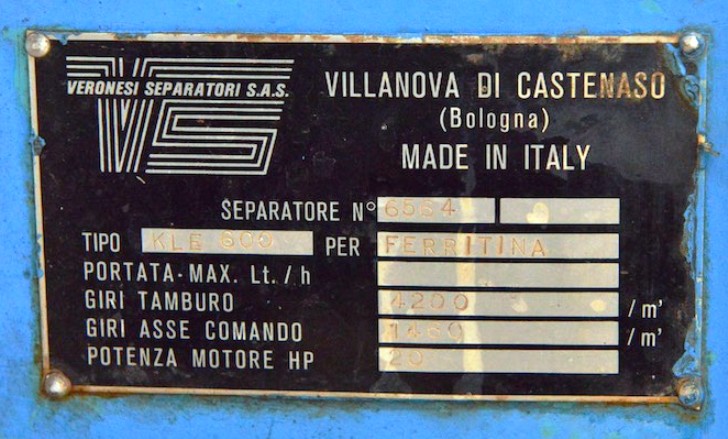 VERONESI SEPARATORI S.A.S.
VS
VILLANOVA DI CASTENASO
(Bologna)
MADE IN ITALY
SEPARATORE N°
TIPO KLE 600 PER FERRITINA
PORTATA·MAX. Lt./h
GIRI TAMBURO 4200 /m'
GIRI ASSE COMANDO 1460 /m'
POTENZA MOTORE HP 20